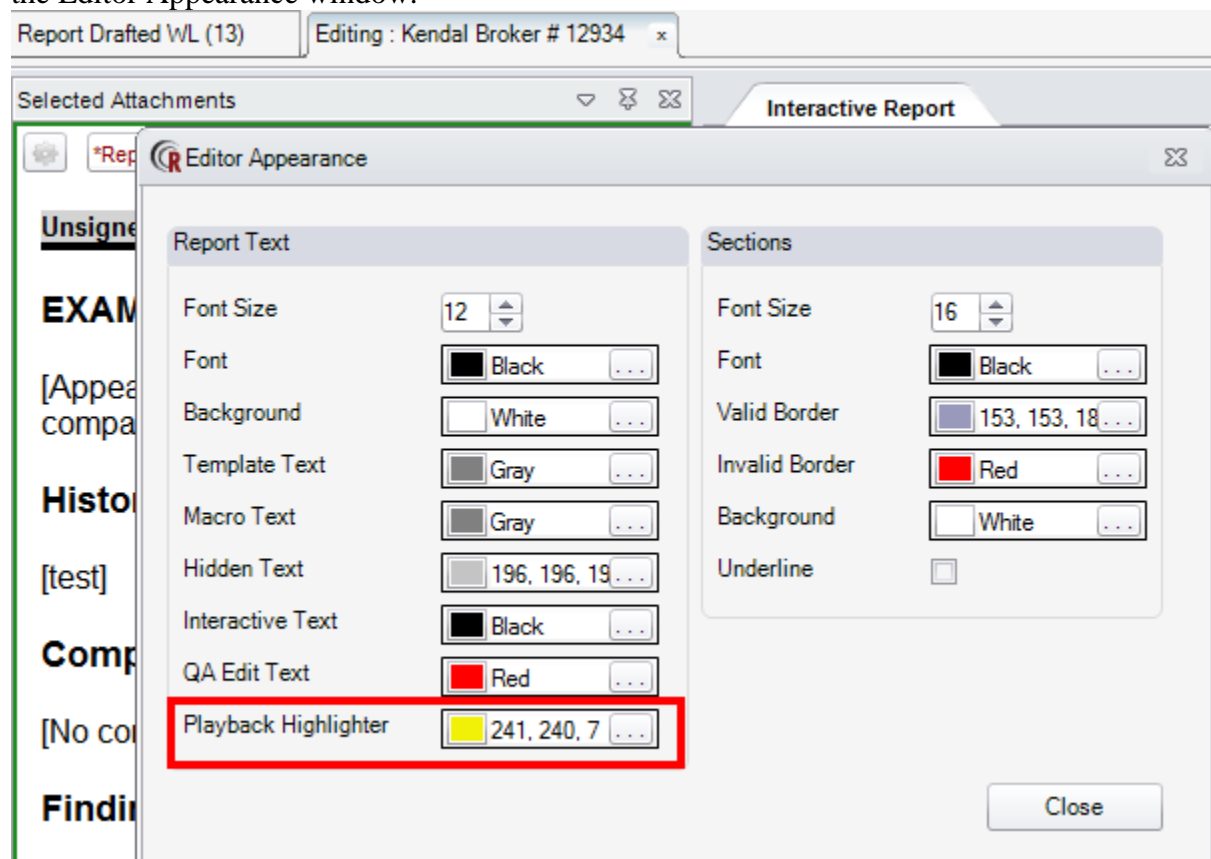 the Editor Appearance window.
Report Drafted WL (13)
Editing : Kendal Broker # 12934 x
Selected Attachments
Interactive Report
*Rep
Editor Appearance
Unsigne
EXAM
[Appea
compa
Histor
[test]
Comp
[No co
Findi
Report Text
Font Size 12
Font Black ...
Background White ...
Template Text Gray ...
Macro Text Gray ...
Hidden Text 196, 196, 19...
Interactive Text Black ...
QA Edit Text Red ...
Playback Highlighter 241, 240, 7 ...
Sections
Font Size 16
Font Black ...
Valid Border 153, 153, 18...
Invalid Border Red ...
Background White ...
Underline
Close